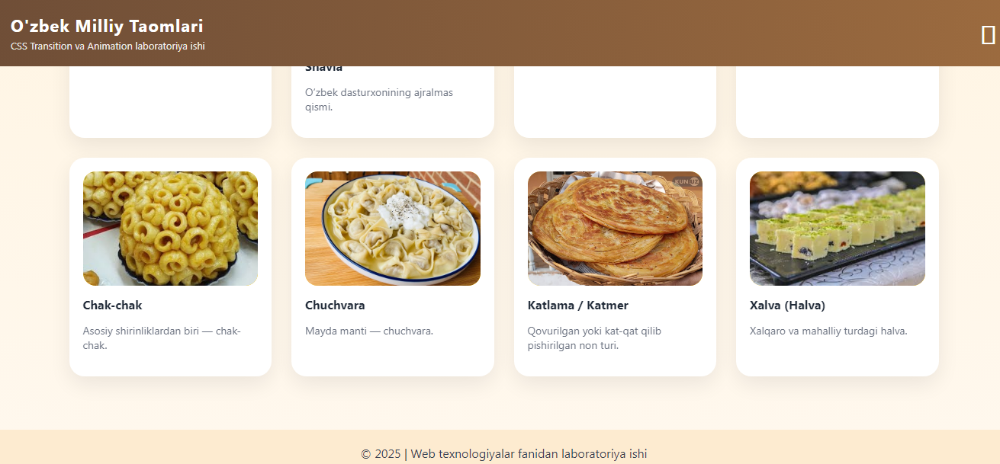 O'zbek Milliy Taomlari
CSS Transition va Animation laboratoriya ishi
Shavla
O‘zbek dasturxonining ajralmas
qismi.
KUN.UZ
Chak-chak
Chuchvara
Katlama / Katmer
Xalva (Halva)
Asosiy shirinliklardan biri — chak-
chak.
Mayda manti — chuchvara.
Qovurilgan yoki kat-qat qilib
pishirilgan non turi.
Xalqaro va mahalliy turdagi halva.
© 2025 | Web texnologiyalar fanidan laboratoriya ishi